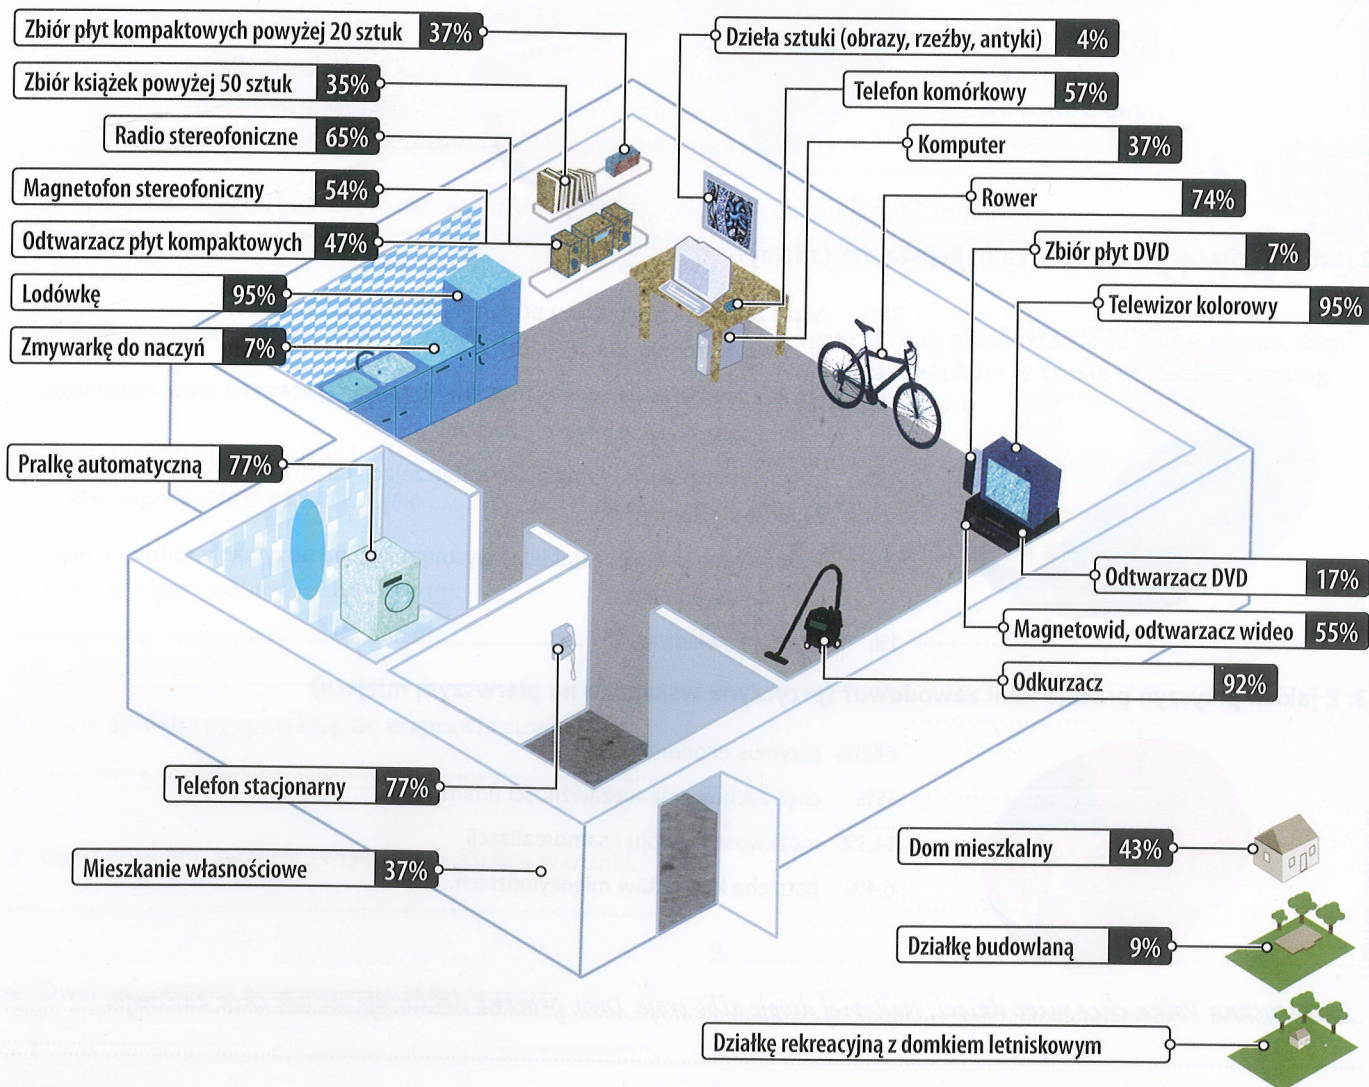 Zbiór płyt kompaktowych powyżej 20 sztuk 37%
Zbiór książek powyżej 50 sztuk 35%
Radio stereofoniczne 65%
Magnetofon stereofoniczny 54%
Odtwarzacz płyt kompaktowych 47%
Lodówkę 95%
Zmywarkę do naczyń 7%
Pralkę automatyczną 77%
Dzieła sztuki (obrazy, rzeźby, antyki) 4%
Telefon komórkowy 57%
Komputer 37%
Rower 74%
Zbiór płyt DVD 7%
Telewizor kolorowy 95%
Odtwarzacz DVD 17%
Magnetowid, odtwarzacz wideo 55%
Odkurzacz 92%
Telefon stacjonarny 77%
Mieszkanie własnościowe 37%
Dom mieszkalny 43%
Działkę budowlaną 9%
Działkę rekreacyjną z domkiem letniskowym